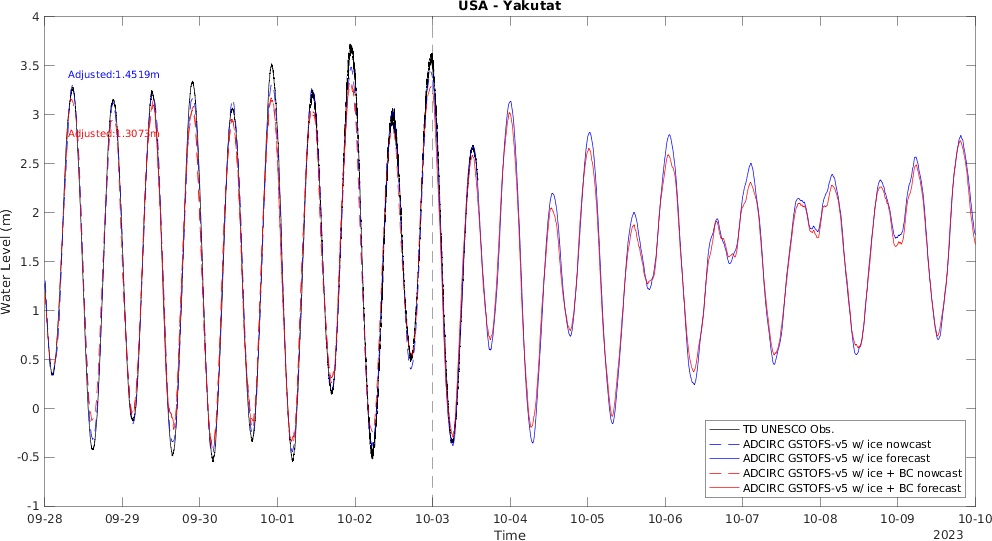 USA - Yakutat
4
3.5
3
2.5
2
1.5
1
0.5
0
-0.5
-1
Water Level (m)
Adjusted:1.4519m
Adjusted:1.3073m
TD UNESCO Obs.
ADCIRC GSTOFS-v5 w/ ice nowcast
ADCIRC GSTOFS-v5 w/ ice forecast
ADCIRC GSTOFS-v5 w/ ice + BC nowcast
ADCIRC GSTOFS-v5 w/ ice + BC forecast
09-28 09-29 09-30 10-01 10-02 10-03 10-04 10-05 10-06 10-07 10-08 10-09 10-10
Time
2023